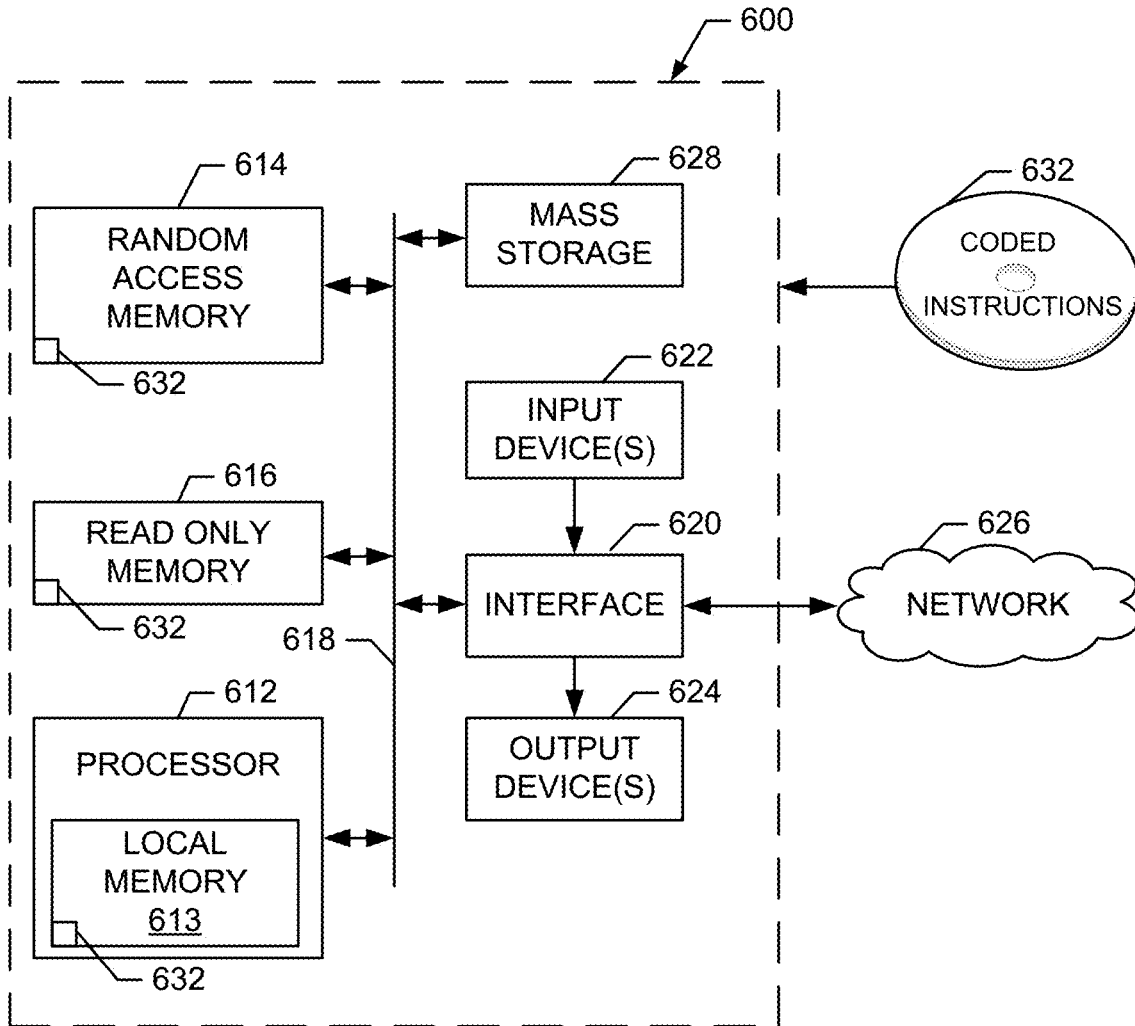 600
614
RANDOM
ACCESS
MEMORY
632
628
MASS
STORAGE
632
CODED
INSTRUCTIONS
622
INPUT
DEVICE(S)
616
READ ONLY
MEMORY
632
620
INTERFACE
626
NETWORK
618
612
PROCESSOR
LOCAL
MEMORY
613
632
624
OUTPUT
DEVICE(S)